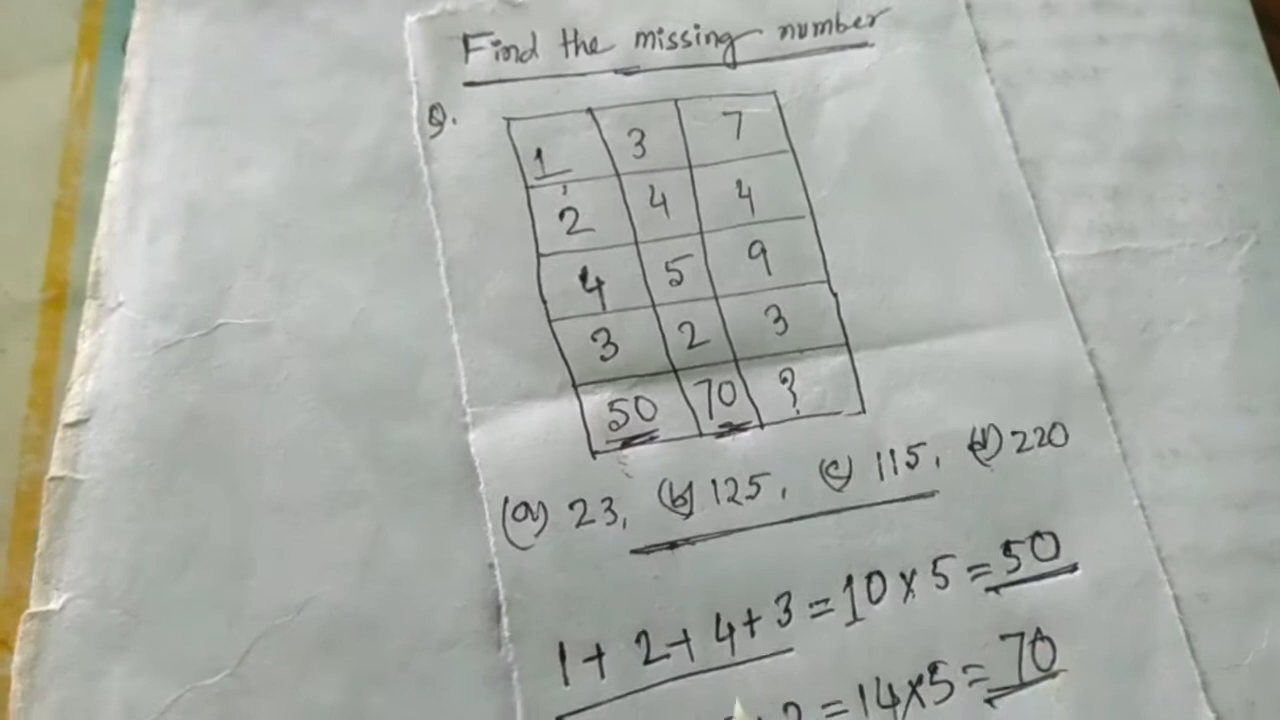 Find the missing number
Q.
1 3 7
2 4 4
4 5 9
3 2 3
50 70 ?
(a) 23, (b) 125, (c) 115, (d) 220
1 + 2 + 4 + 3 = 10 x 5 = 50
+ 2 = 14 x 5 = 70